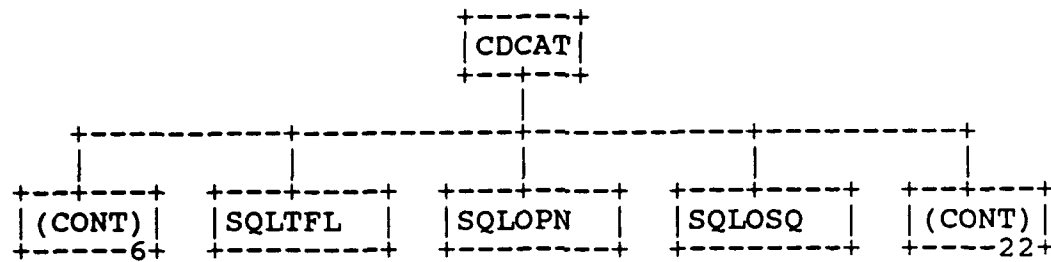 CDCAT
(CONT) SQLTFL SQLOPN SQLOSQ (CONT)
6 22